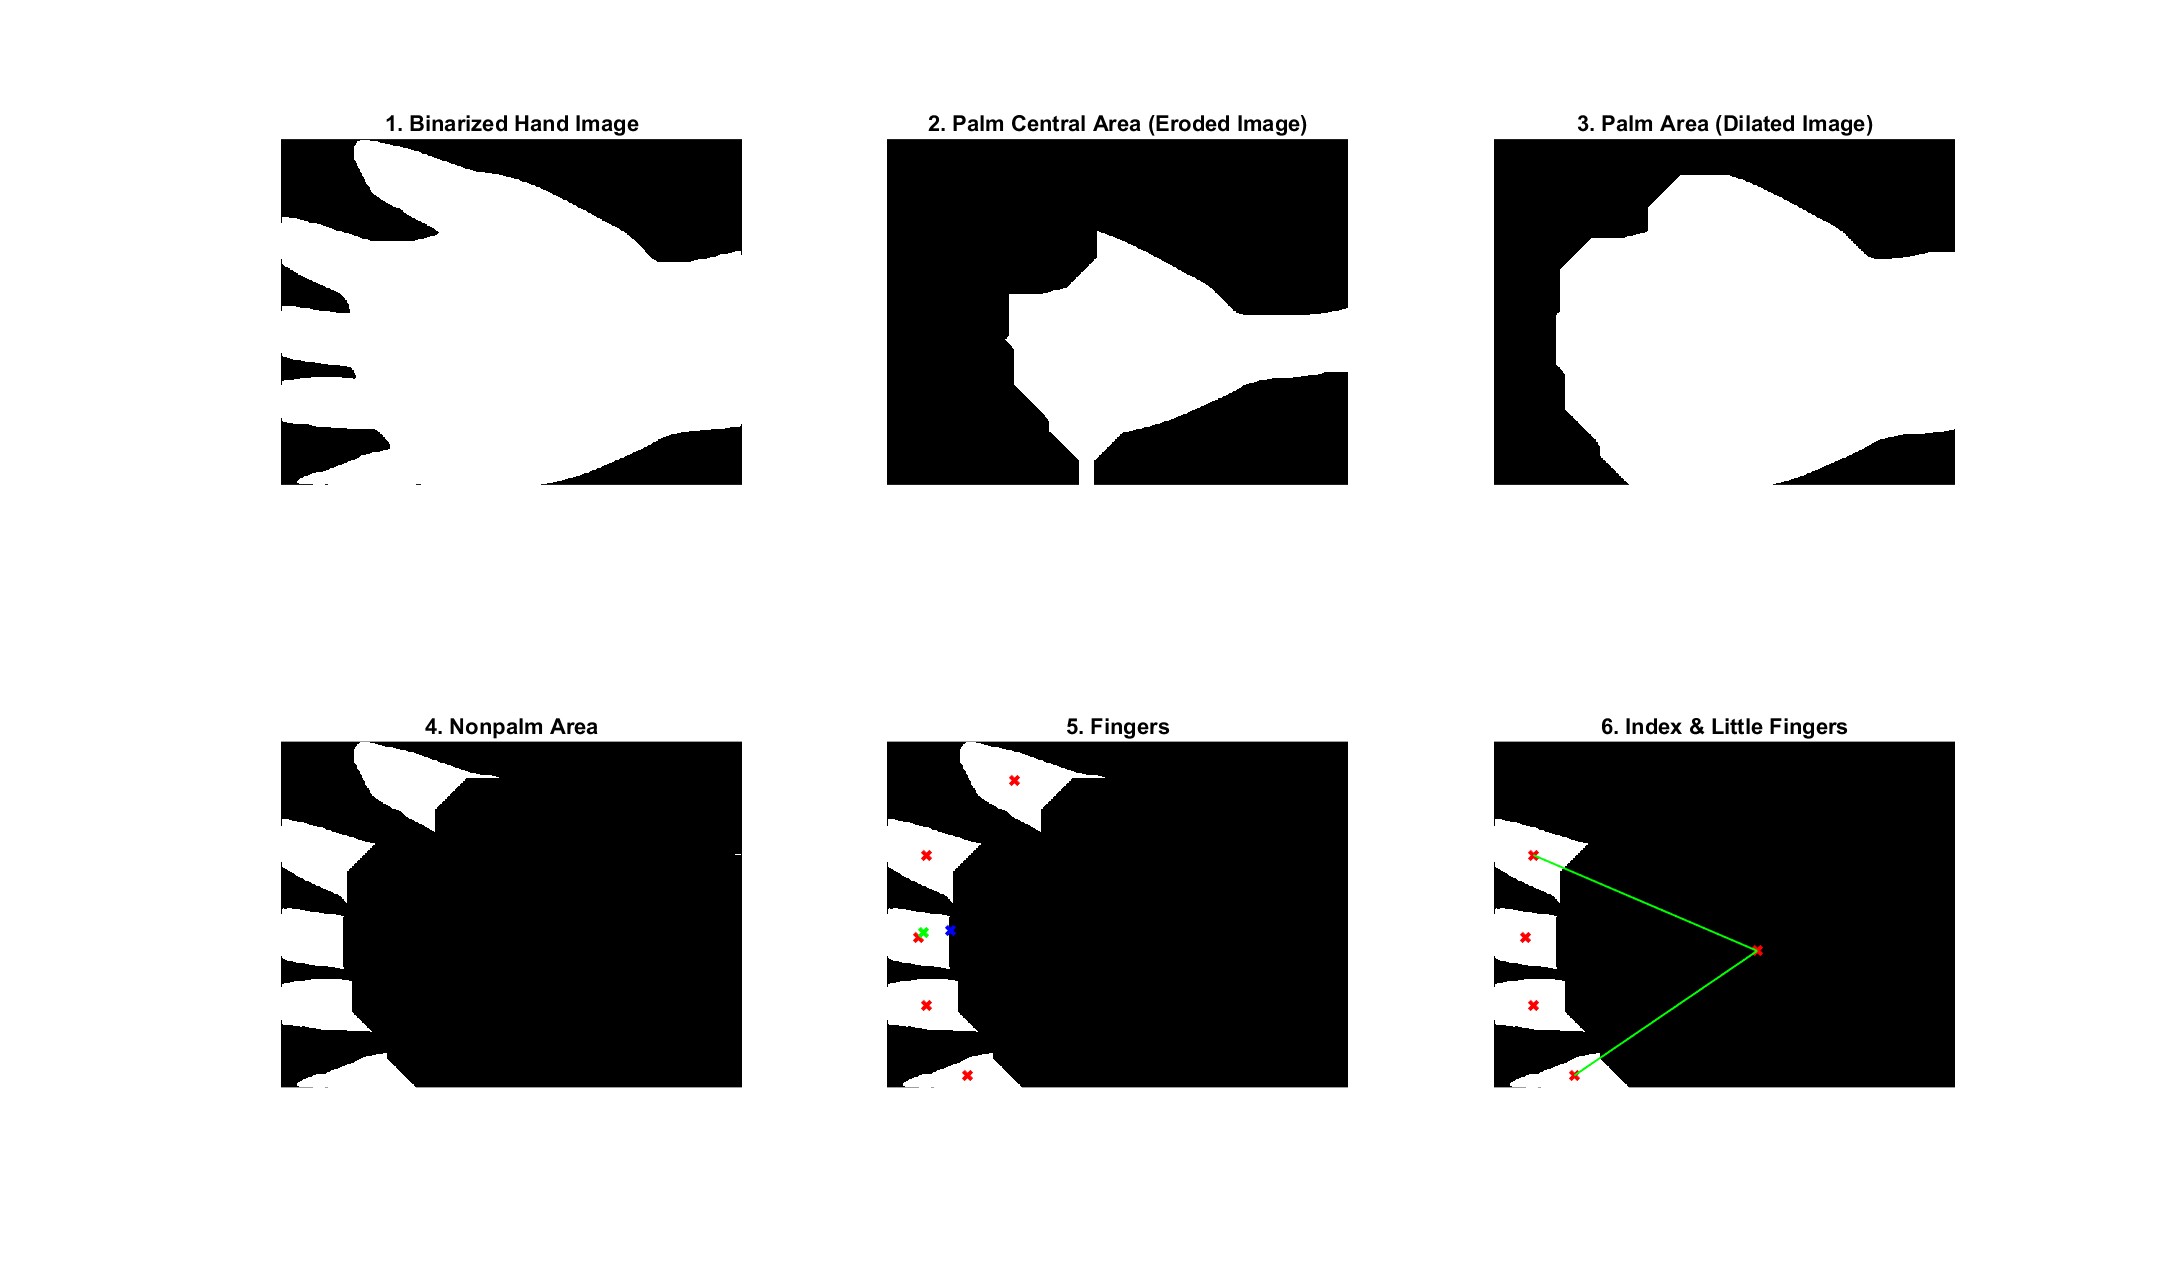 1. Binarized Hand Image
2. Palm Central Area (Eroded Image)
3. Palm Area (Dilated Image)
4. Nonpalm Area
5. Fingers
6. Index & Little Fingers